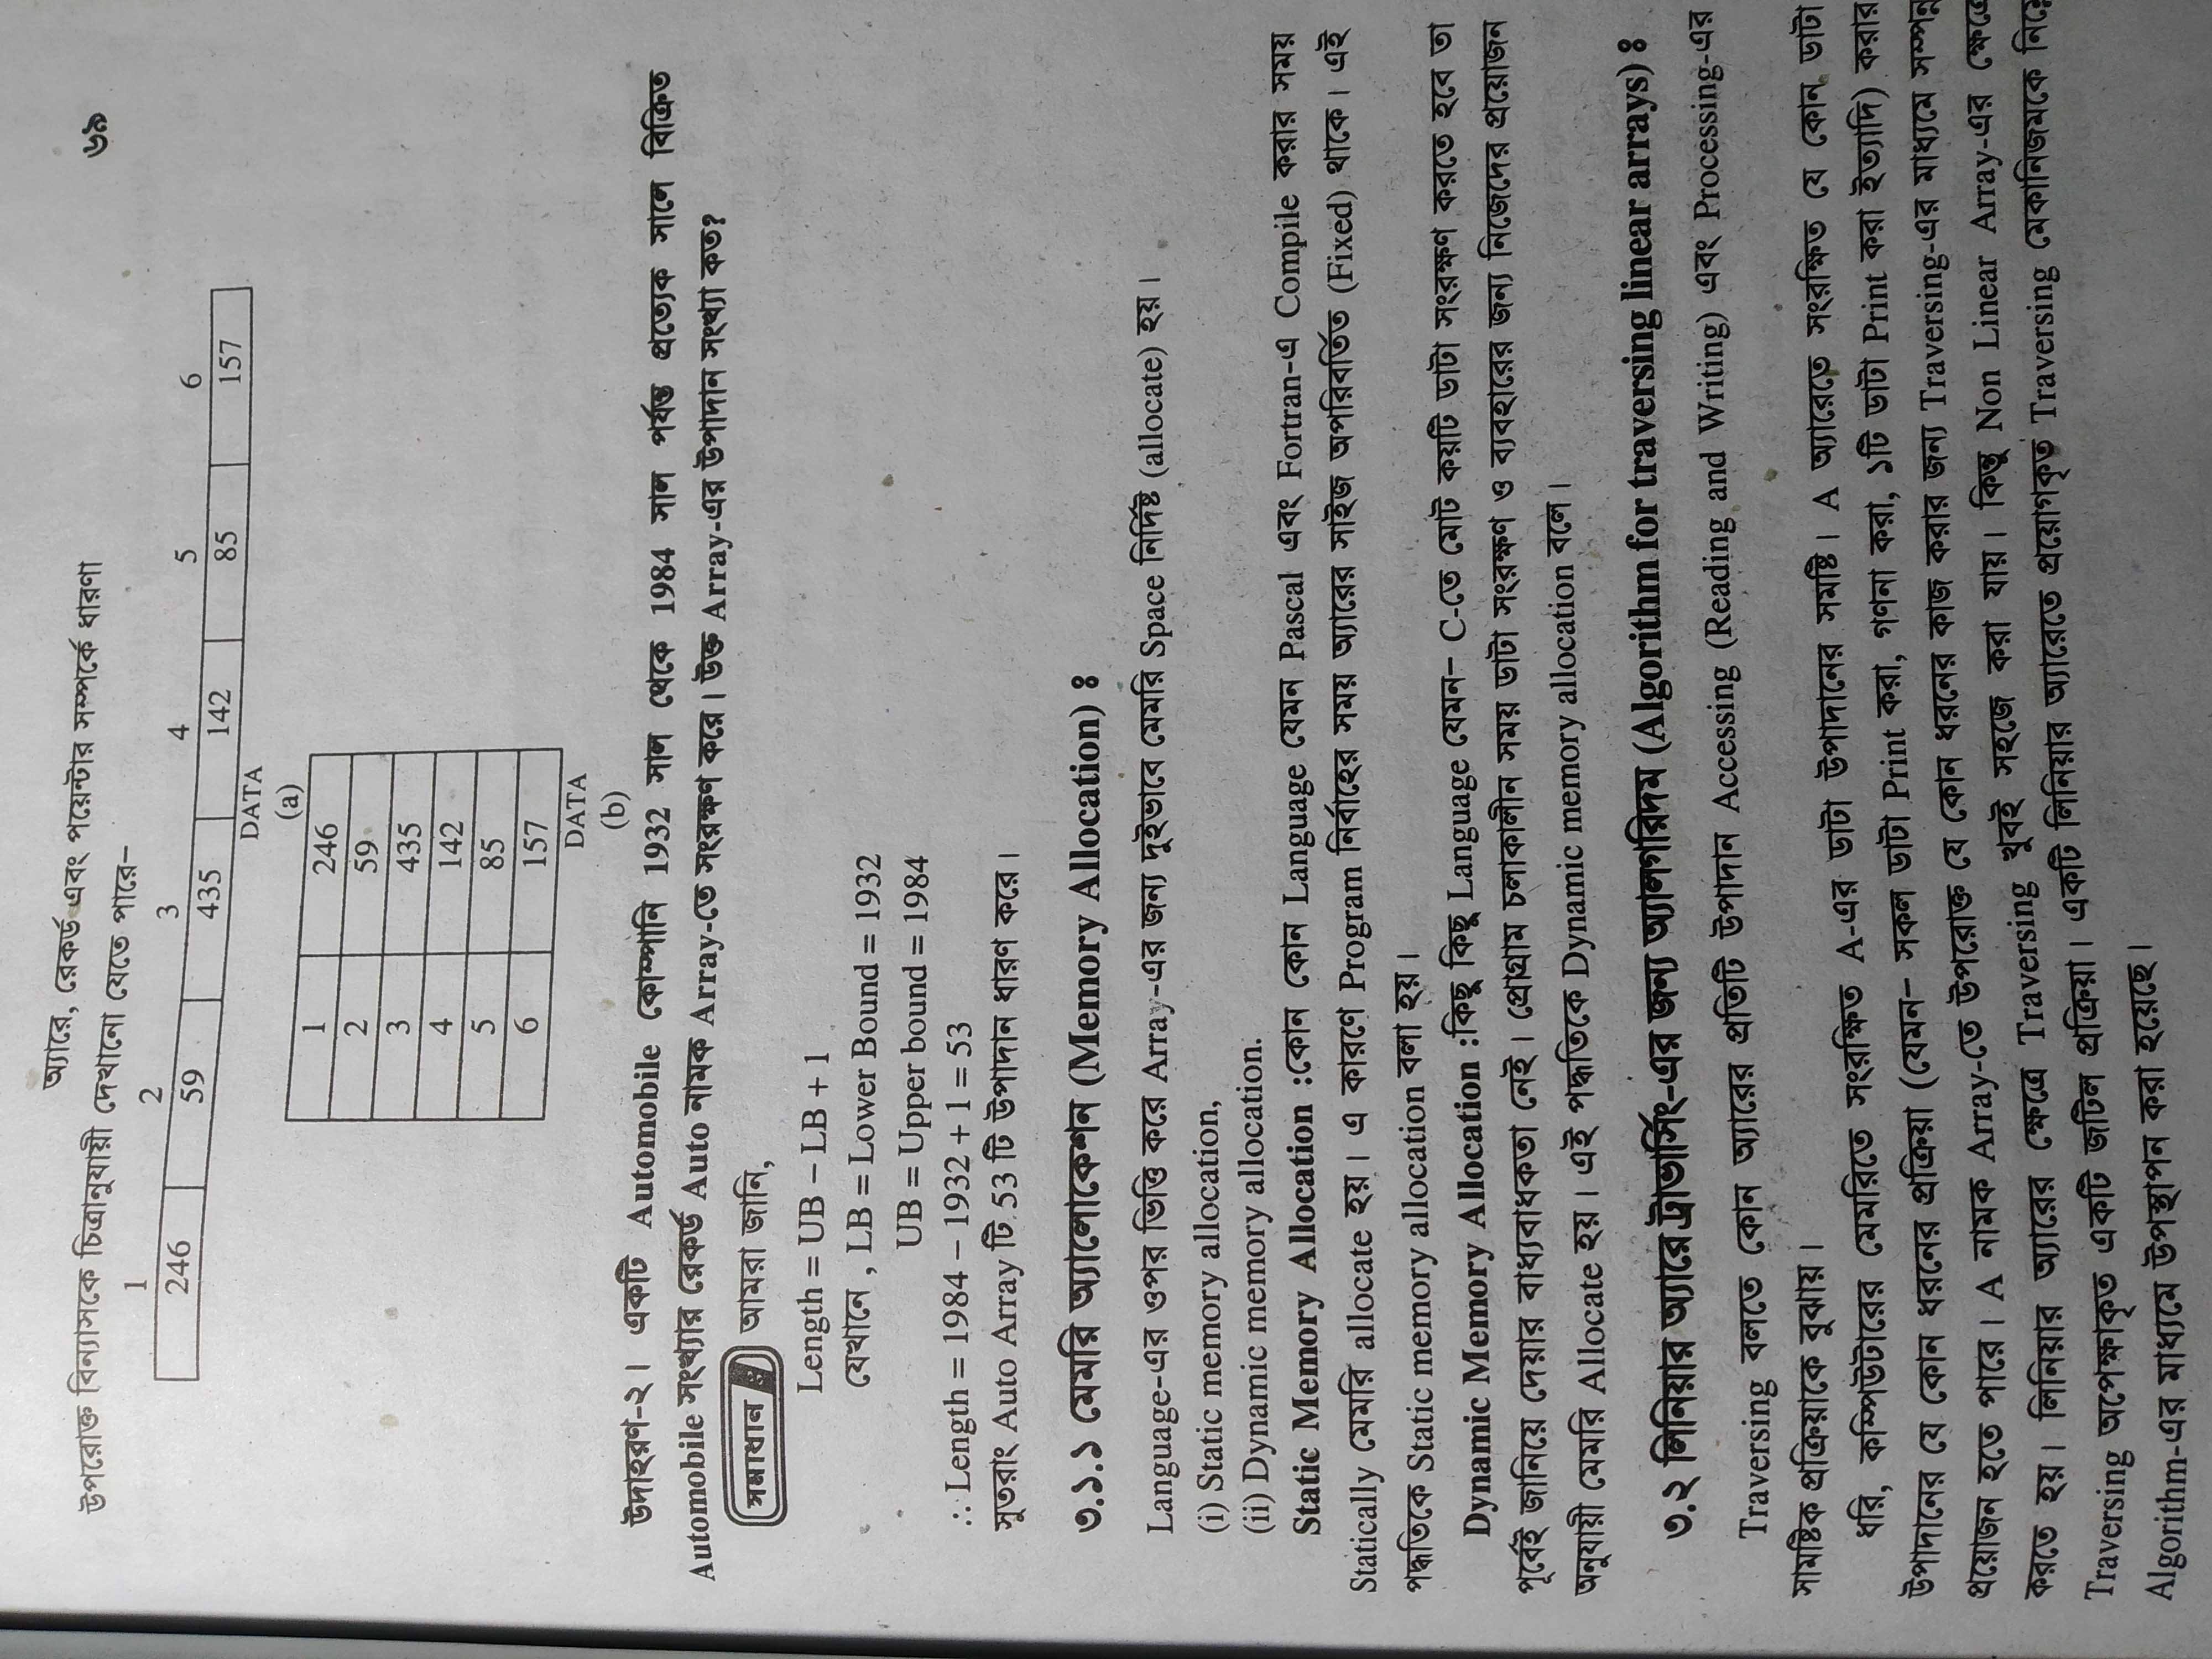 অ্যারে, রেকর্ড এবং পয়েন্টার সম্পর্কে ধারণা
৬৯
উপরোক্ত বিন্যাসকে চিত্রানুযায়ী দেখানো যেতে পারে–
1 2 3 4 5 6
246 59 435 142 85 157
DATA
(a)
1 246
2 59
3 435
4 142
5 85
6 157
DATA
(b)
উদাহরণ-২। একটি Automobile কোম্পানি 1932 সাল থেকে 1984 সাল পর্যন্ত প্রত্যেক সালে বিক্রিত
Automobile সংখ্যার রেকর্ড Auto নামক Array-তে সংরক্ষণ করে। উক্ত Array-এর উপাদান সংখ্যা কত?
সমাধান ঃ আমরা জানি,
Length = UB – LB + 1
যেখানে , LB = Lower Bound = 1932
UB = Upper bound = 1984
∴ Length = 1984 – 1932 + 1 = 53
সুতরাং Auto Array টি 53 টি উপাদান ধারণ করে।
৩.১.১ মেমরি অ্যালোকেশন (Memory Allocation) ঃ
Language-এর ওপর ভিত্তি করে Array-এর জন্য দুইভাবে মেমরি Space নির্দিষ্ট (allocate) হয়।
(i) Static memory allocation,
(ii) Dynamic memory allocation.
Static Memory Allocation :কোন কোন Language যেমন Pascal এবং Fortran-এ Compile করার সময়
Statically মেমরি allocate হয়। এ কারণে Program নির্বাহের সময় অ্যারের সাইজ অপরিবর্তিত (Fixed) থাকে। এই
পদ্ধতিকে Static memory allocation বলা হয়।
Dynamic Memory Allocation :কিছু কিছু Language যেমন– C-তে মোট কয়টি ডাটা সংরক্ষণ করতে হবে তা
পূর্বেই জানিয়ে দেয়ার বাধ্যবাধকতা নেই। প্রোগ্রাম চলাকালীন সময় ডাটা সংরক্ষণ ও ব্যবহারের জন্য নিজেদের প্রয়োজন
অনুযায়ী মেমরি Allocate হয়। এই পদ্ধতিকে Dynamic memory allocation বলে।
৩.২ লিনিয়ার অ্যারে ট্রাভার্সিং-এর জন্য অ্যালগরিদম (Algorithm for traversing linear arrays) ঃ
Traversing বলতে কোন অ্যারের প্রতিটি উপাদান Accessing (Reading and Writing) এবং Processing-এর
সামষ্টিক প্রক্রিয়াকে বুঝায়।
ধরি, কম্পিউটারের মেমরিতে সংরক্ষিত A-এর ডাটা উপাদানের সমষ্টি। A অ্যারেতে সংরক্ষিত যে কোন ডাটা
উপাদানের যে কোন ধরনের প্রক্রিয়া (যেমন– সকল ডাটা Print করা, গণনা করা, ১টি ডাটা Print করা ইত্যাদি) করার
প্রয়োজন হতে পারে। A নামক Array-তে উপরোক্ত যে কোন ধরনের কাজ করার জন্য Traversing-এর মাধ্যমে সম্পন্ন
করতে হয়। লিনিয়ার অ্যারের ক্ষেত্রে Traversing খুবই সহজে করা যায়। কিন্তু Non Linear Array-এর ক্ষেত্রে
Traversing অপেক্ষাকৃত একটি জটিল প্রক্রিয়া। একটি লিনিয়ার অ্যারেতে প্রয়োগকৃত Traversing মেকানিজমকে নিম্নে
Algorithm-এর মাধ্যমে উপস্থাপন করা হয়েছে।